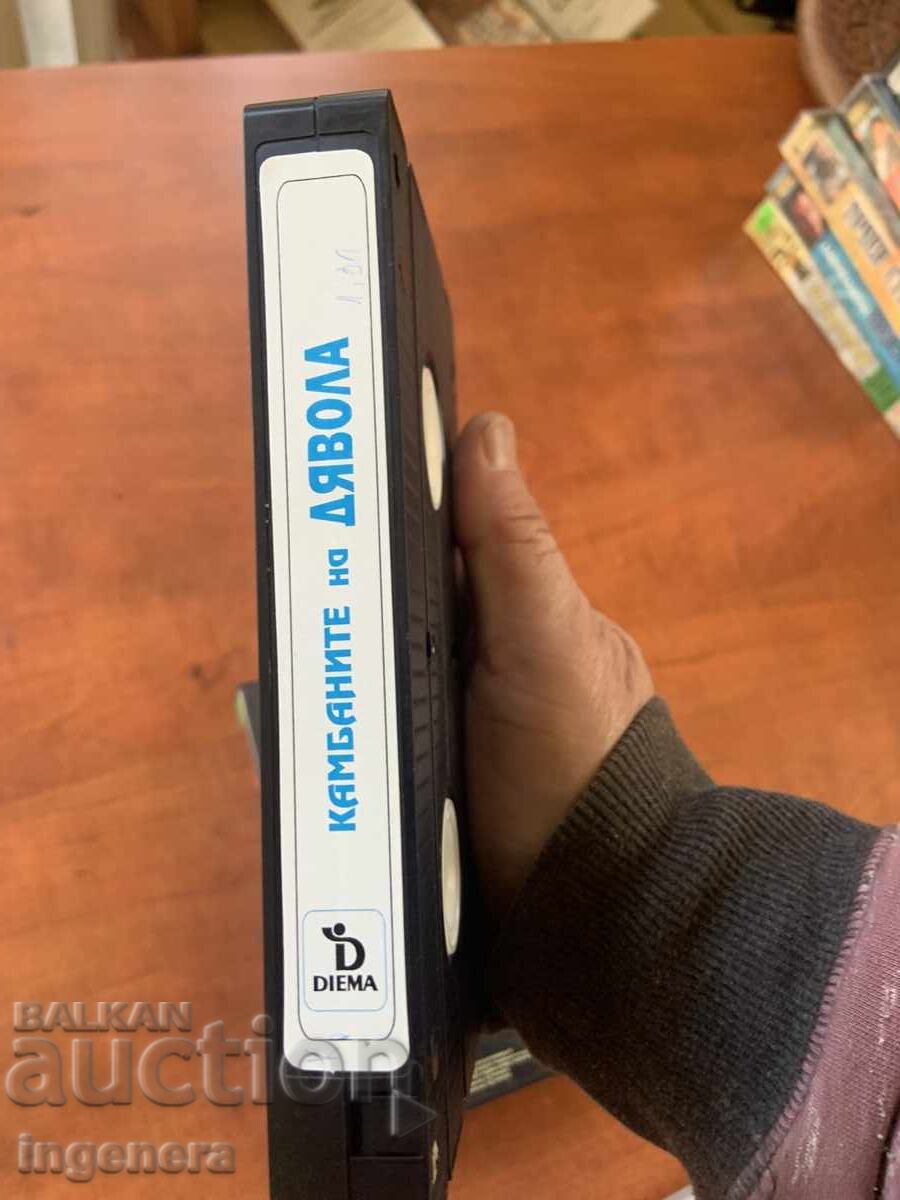 КАМБАНИТЕ на ДЯВОЛА
DIEMA
BALKAN
auction
ingenera